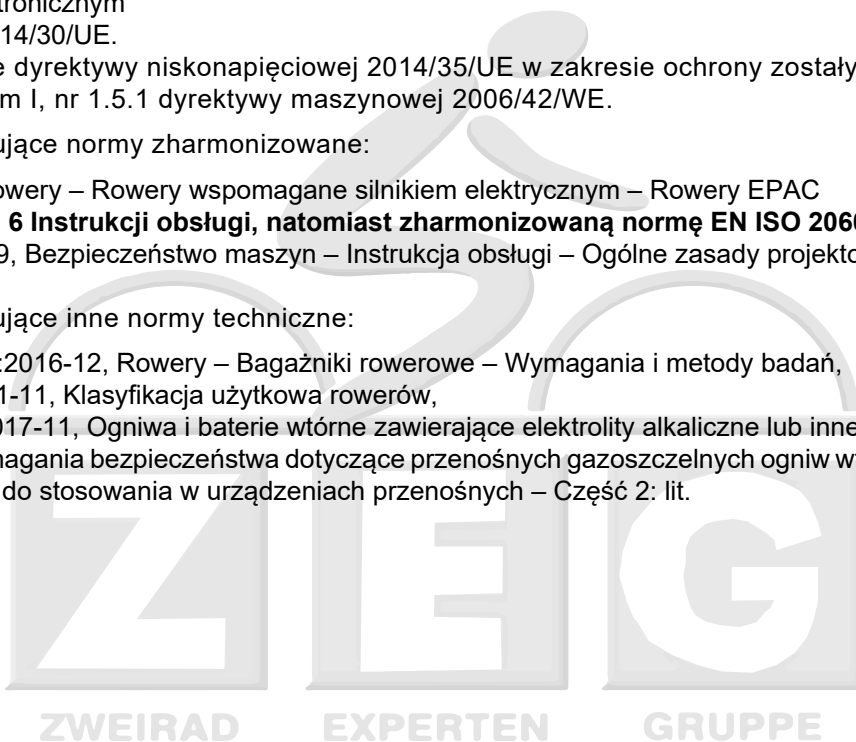 tronicznym
14/30/UE.
e dyrektywy niskonapięciowej 2014/35/UE w zakresie ochrony zostały
m I, nr 1.5.1 dyrektywy maszynowej 2006/42/WE.
ujące normy zharmonizowane:
owery – Rowery wspomagane silnikiem elektrycznym – Rowery EPAC
6 Instrukcji obsługi, natomiast zharmonizowaną normę EN ISO 2060
9, Bezpieczeństwo maszyn – Instrukcja obsługi – Ogólne zasady projekto
ujące inne normy techniczne:
:2016-12, Rowery – Bagażniki rowerowe – Wymagania i metody badań,
1-11, Klasyfikacja użytkowa rowerów,
017-11, Ogniwa i baterie wtórne zawierające elektrolity alkaliczne lub inne
magania bezpieczeństwa dotyczące przenośnych gazoszczelnych ogniw wt
do stosowania w urządzeniach przenośnych – Część 2: lit.
ZEG
ZWEIRAD EXPERTEN GRUPPE